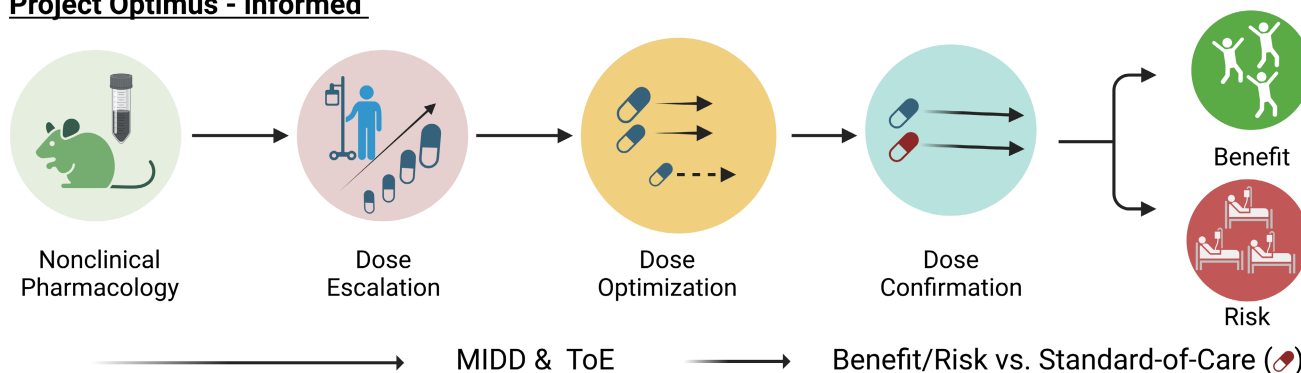 Project Optimus - Informed
Nonclinical
Pharmacology
Dose
Escalation
Dose
Optimization
Dose
Confirmation
Benefit
Risk
MIDD & ToE
Benefit/Risk vs. Standard-of-Care ( )